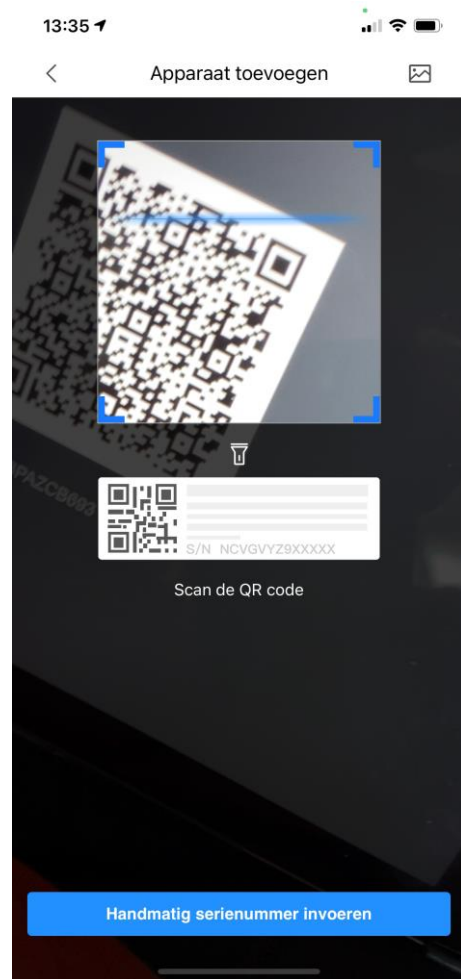 13:35
Apparaat toevoegen
S/N NCVGVYZ9XXXXX
Scan de QR code
Handmatig serienummer invoeren